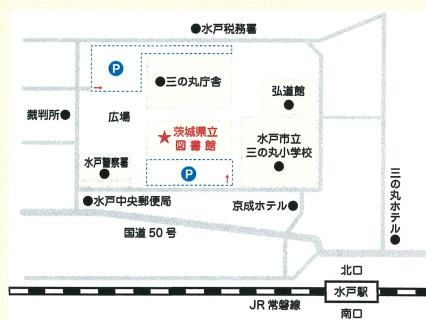 水戸税務署
P
三の丸庁舎
弘道館
裁判所
広場
茨城県立
図書館
水戸市立
三の丸小学校
水戸警察署
P
水戸中央郵便局
京成ホテル
三の丸ホテル
国道50号
北口
水戸駅
JR常磐線
南口